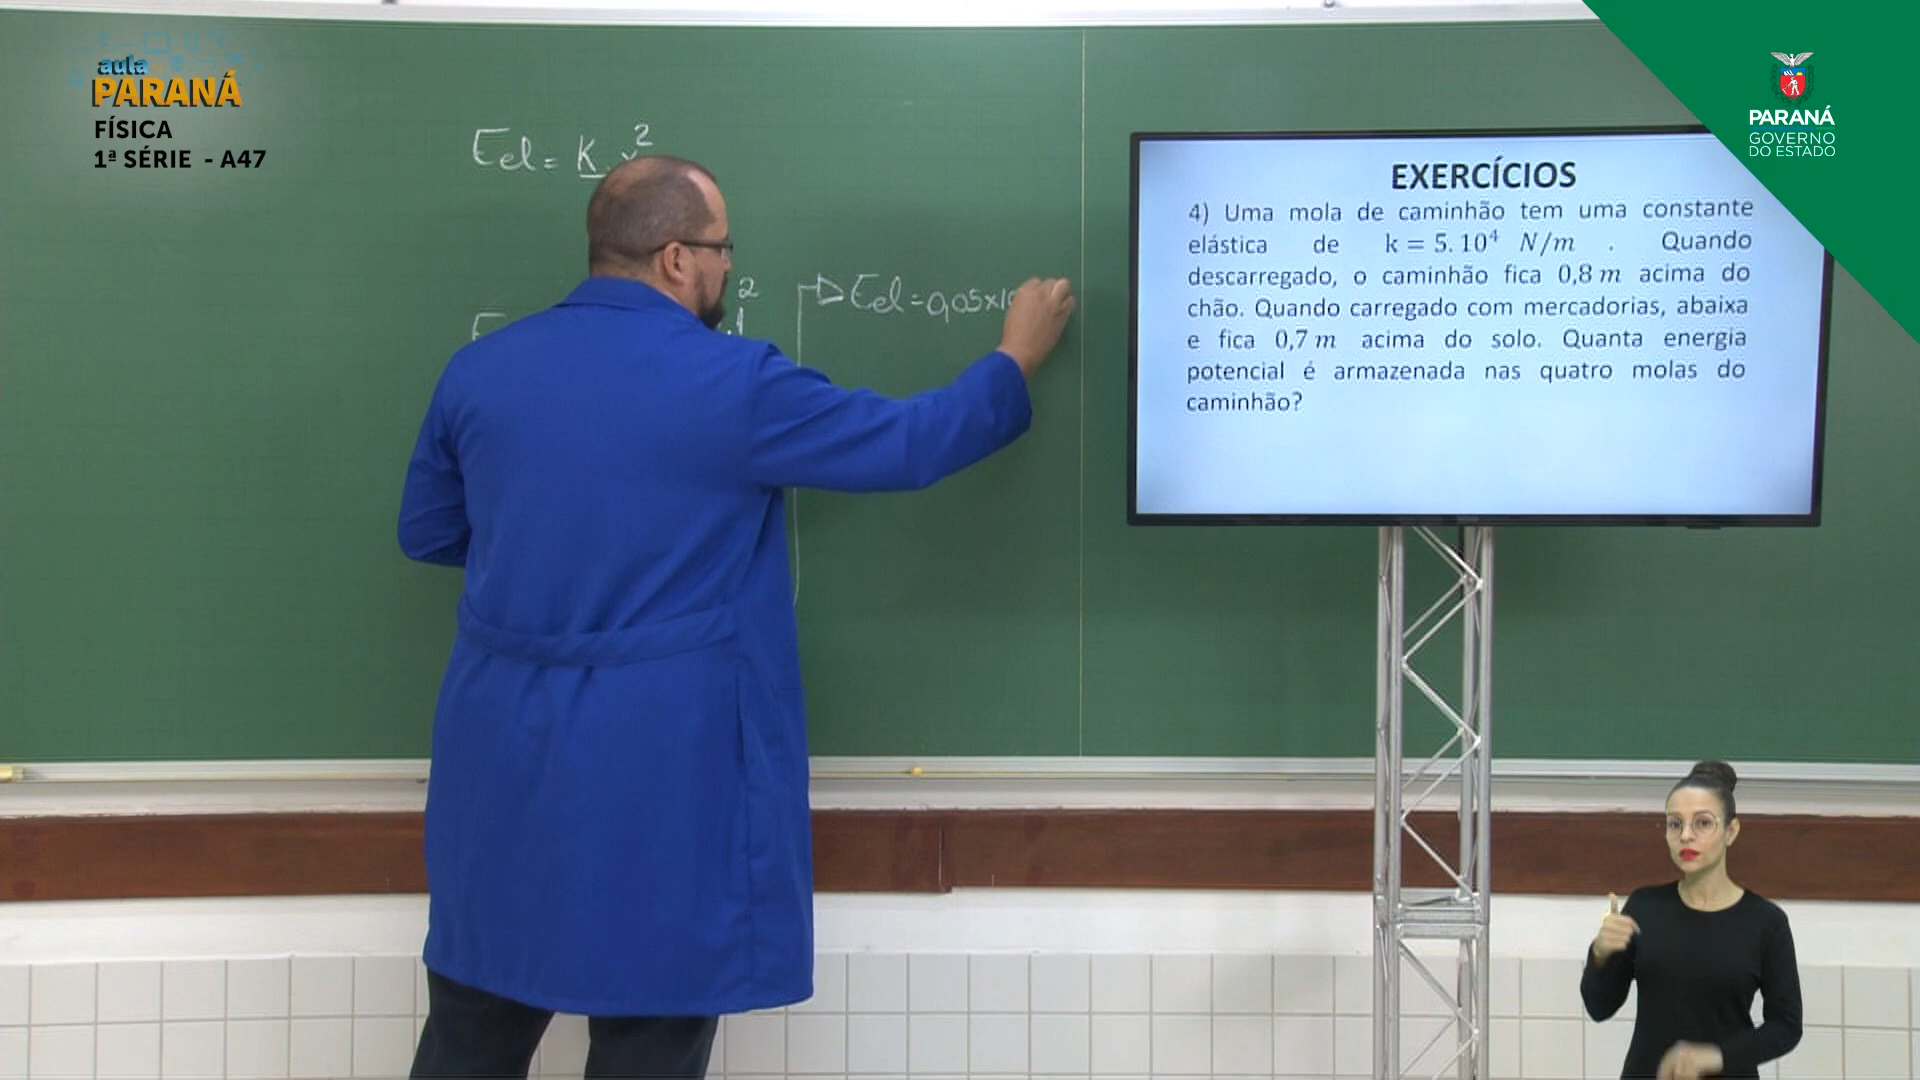 aula
PARANÁ
FÍSICA
1ª SÉRIE - A47
Eel = K . x²
2
Eel = 0,05x10
PARANÁ
GOVERNO
DO ESTADO
EXERCÍCIOS
4) Uma mola de caminhão tem uma constante
elástica de k = 5. 10⁴ N/m . Quando
descarregado, o caminhão fica 0,8 m acima do
chão. Quando carregado com mercadorias, abaixa
e fica 0,7 m acima do solo. Quanta energia
potencial é armazenada nas quatro molas do
caminhão?